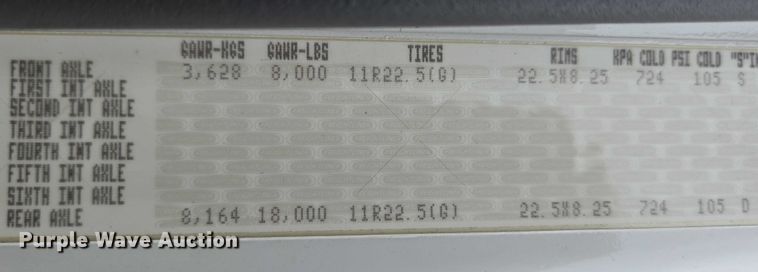 GAWR-KGS GAWR-LBS TIRES RIMS KPA COLD PSI COLD
FRONT AXLE 3,628 8,000 11R22.5(G) 22.5X8.25 724 105 S
FIRST INT AXLE
SECOND INT AXLE
THIRD INT AXLE
FOURTH INT AXLE
FIFTH INT AXLE
SIXTH INT AXLE
REAR AXLE 8,164 18,000 11R22.5(G) 22.5X8.25 724 105 D
Purple Wave Auction